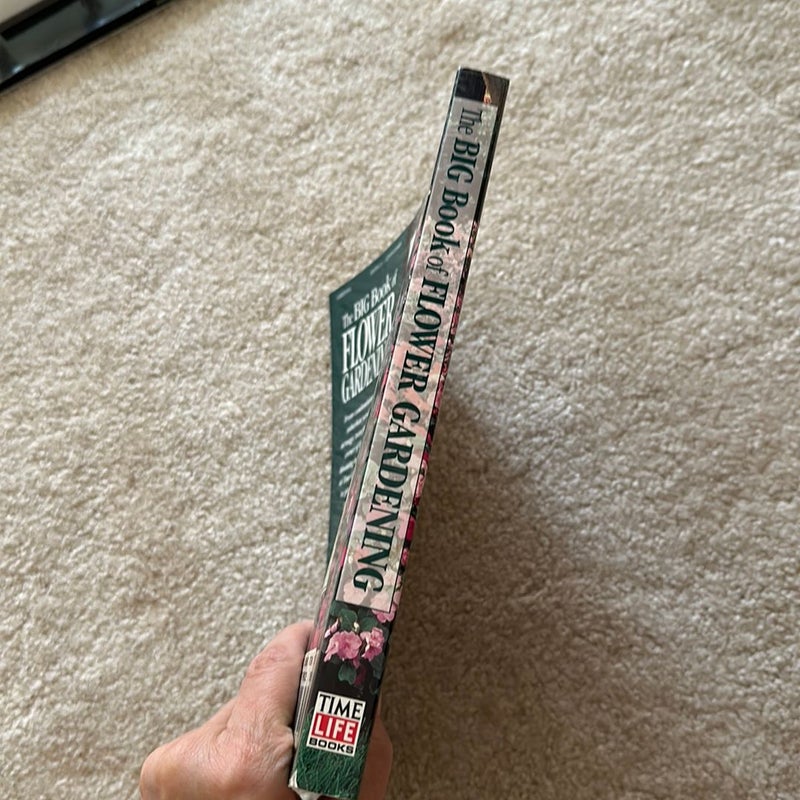 The BIG Book of FLOWER GARDENING
TIME
LIFE
BOOKS
The BIG Book of
FLOWER
GARDENING